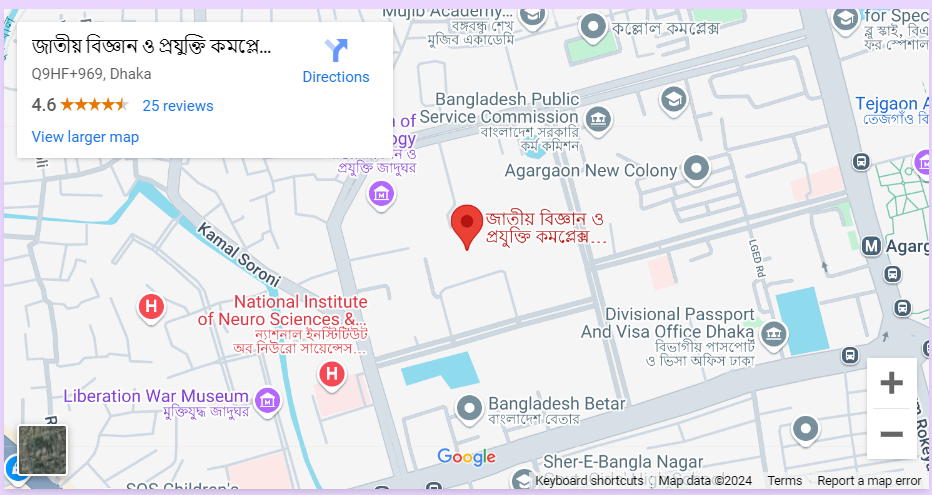 Mujib Academy...
বঙ্গবন্ধু শেখ
মুজিব একাডেমি
কল্লোল কমপ্লেক্স
for Spec
ব্লু স্কাই, বিএ
ফর স্পেশাল
জাতীয় বিজ্ঞান ও প্রযুক্তি কমপ্লে...
Q9HF+969, Dhaka
4.6
25 reviews
View larger map
Directions
Bangladesh Public
Service Commission
বাংলাদেশ সরকারি
কর্ম কমিশন
Tejgaon A
তেজগাঁও বি
of
ogy
ও
প্রযুক্তি জাদুঘর
Agargaon New Colony
জাতীয় বিজ্ঞান ও
প্রযুক্তি কমপ্লেক্স...
Kamal Soroni
M
Agarg
LGED Rd
H
National Institute
of Neuro Sciences &...
ন্যাশনাল ইনস্টিটিউট
অব নিউরো সায়েন্সেস...
H
Divisional Passport
And Visa Office Dhaka
বিভাগীয় পাসপোর্ট
ও ভিসা অফিস ঢাকা
Liberation War Museum
মুক্তিযুদ্ধ জাদুঘর
Bangladesh Betar
বাংলাদেশ বেতার
+
−
m Rokey
Google
Sher-E-Bangla Nagar
SOS Children's
Keyboard shortcuts
Map data ©2024
Terms
Report a map error